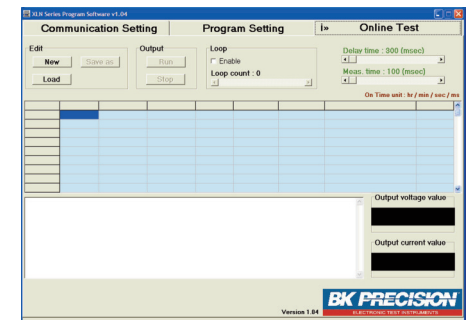 XLN Series Program Software v1.04
Communication Setting Program Setting i» Online Test
Edit Output Loop
New Save as Run Enable
Load Stop Loop count : 0
Delay time : 300 (msec)
Meas. time : 100 (msec)
On Time unit : hr / min / sec / ms
Output voltage value
Output current value
Version 1.04
BK PRECISION
ELECTRONIC TEST INSTRUMENTS